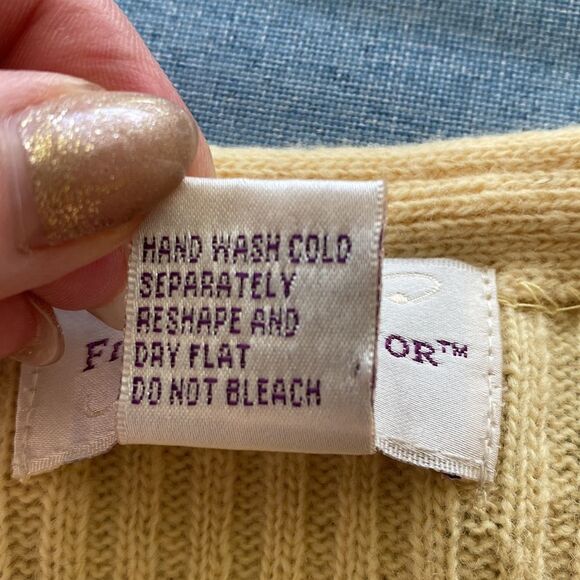 HAND WASH COLD
SEPARATELY
RESHAPE AND
DRY FLAT
DO NOT BLEACH
F OR™